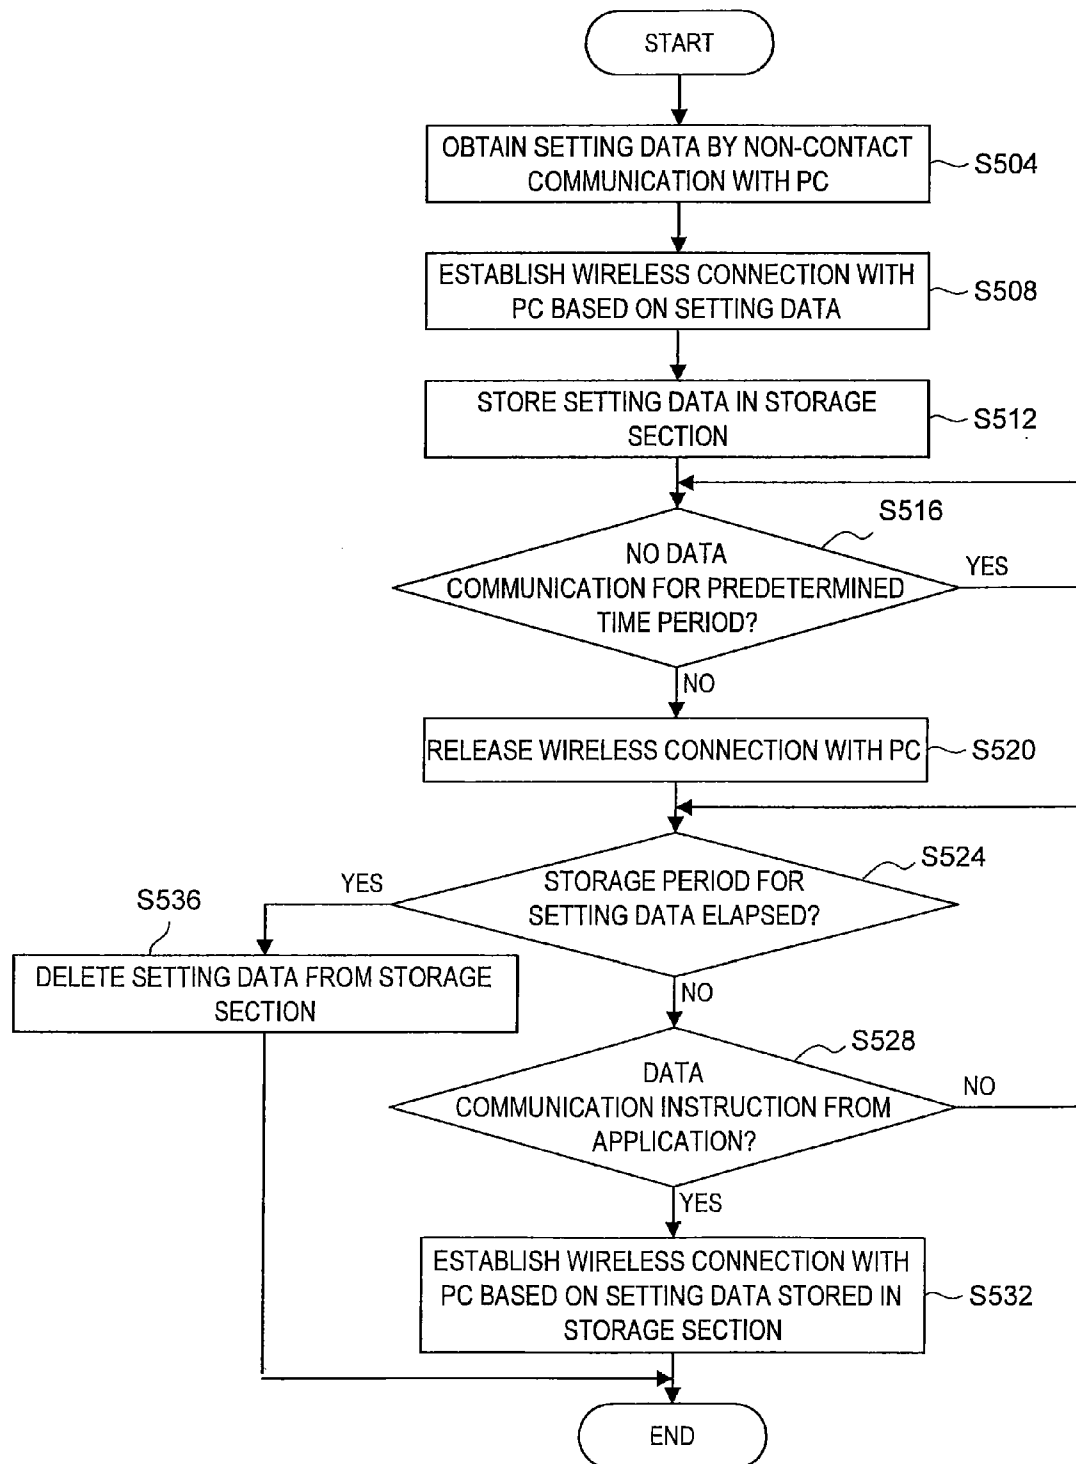 START
OBTAIN SETTING DATA BY NON-CONTACT
COMMUNICATION WITH PC
S504
ESTABLISH WIRELESS CONNECTION WITH
PC BASED ON SETTING DATA
S508
STORE SETTING DATA IN STORAGE
SECTION
S512
S516
NO DATA
COMMUNICATION FOR PREDETERMINED
TIME PERIOD?
YES
NO
RELEASE WIRELESS CONNECTION WITH PC
S520
S524
STORAGE PERIOD FOR
SETTING DATA ELAPSED?
YES
S536
DELETE SETTING DATA FROM STORAGE
SECTION
NO
S528
DATA
COMMUNICATION INSTRUCTION FROM
APPLICATION?
NO
YES
ESTABLISH WIRELESS CONNECTION WITH
PC BASED ON SETTING DATA STORED IN
STORAGE SECTION
S532
END